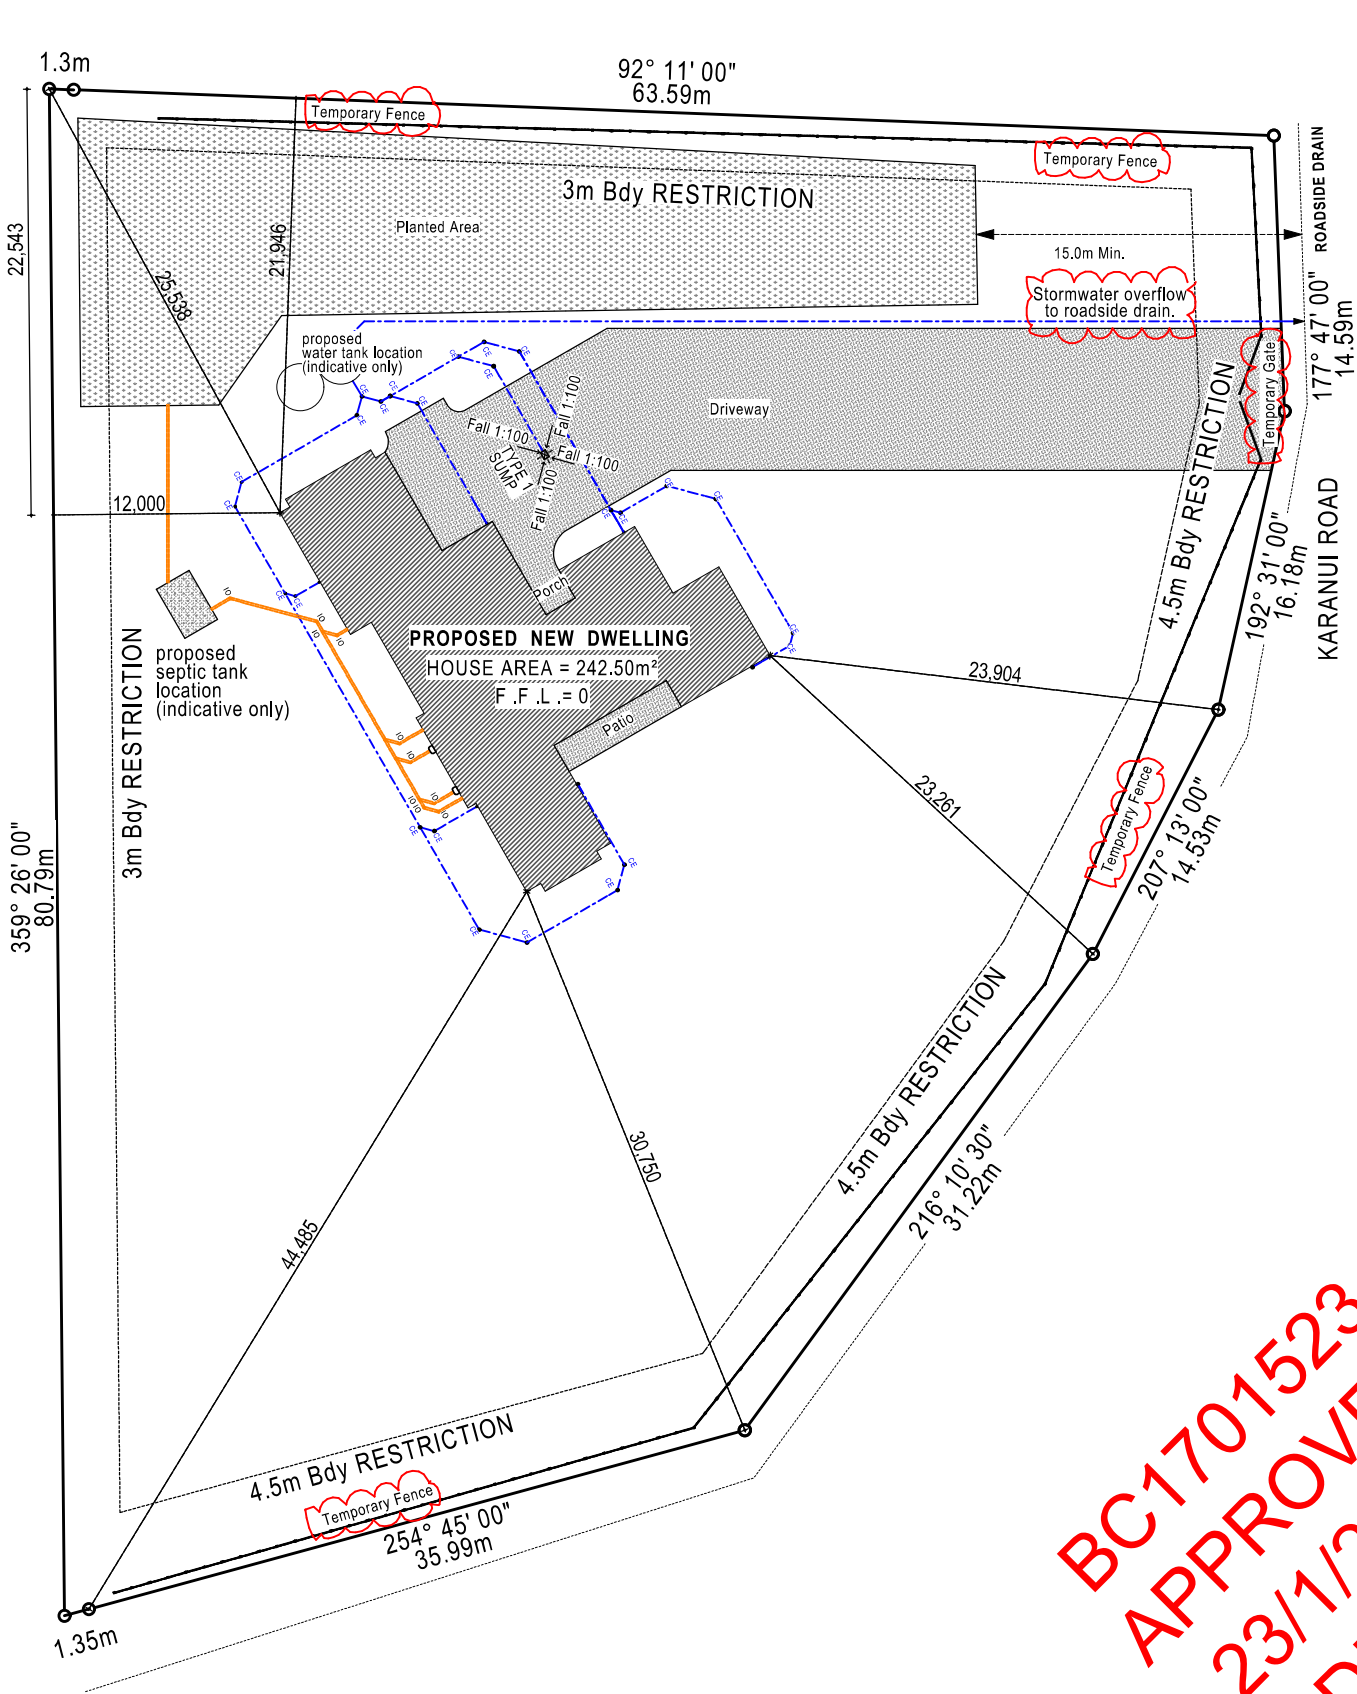 1.3m
92° 11' 00"
63.59m
Temporary Fence
Temporary Fence
ROADSIDE DRAIN
3m Bdy RESTRICTION
Planted Area
22,543
21,946
25,538
15.0m Min.
Stormwater overflow
to roadside drain.
177° 47' 00"
14.59m
proposed
water tank location
(indicative only)
Driveway
Temporary Gate
Fall 1:100
Fall 1:100
Fall 1:100
Fall 1:100
TYPE 1
SUMP
12,000
4.5m Bdy RESTRICTION
192° 31' 00"
16.18m
KARANUI ROAD
Porch
PROPOSED NEW DWELLING
HOUSE AREA = 242.50m²
F.F.L.= 0
Patio
proposed
septic tank
location
(indicative only)
3m Bdy RESTRICTION
23,904
23,261
Temporary Fence
207° 13' 00"
14.53m
359° 26' 00"
80.79m
4.5m Bdy RESTRICTION
216° 10' 30"
31.22m
30,750
44,485
4.5m Bdy RESTRICTION
Temporary Fence
254° 45' 00"
35.99m
1.35m
BC1701523
APPROVE
23/1/2